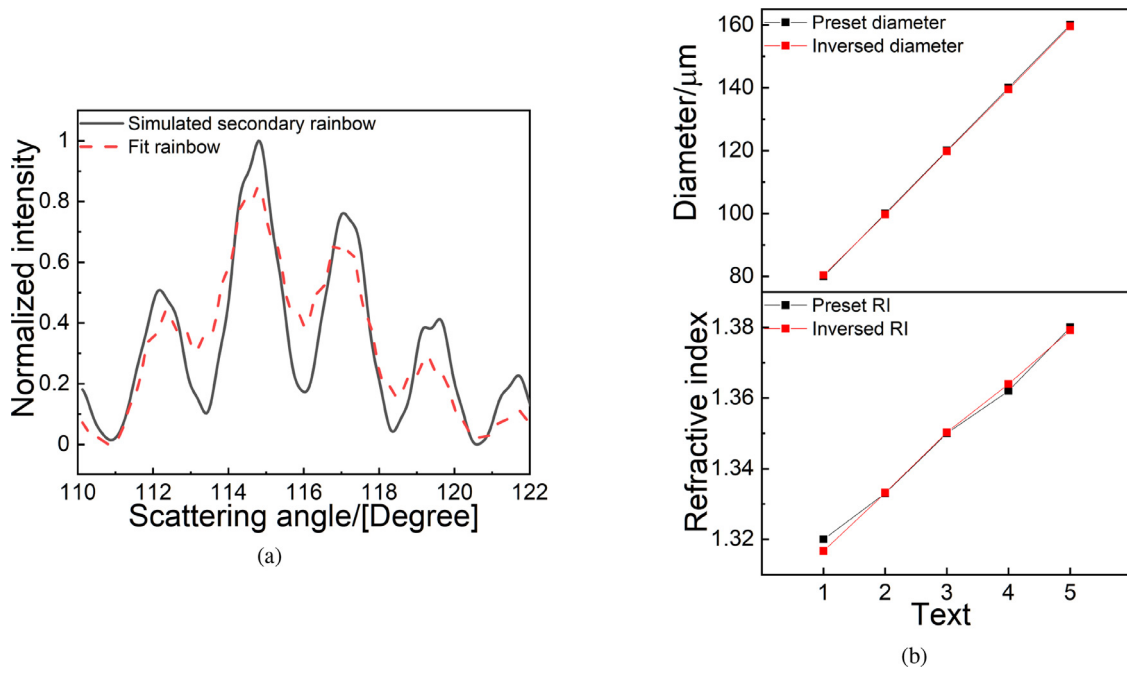 Simulated secondary rainbow
Fit rainbow
Normalized intensity
1
0.8
0.6
0.4
0.2
0
110 112 114 116 118 120 122
Scattering angle/[Degree]
(a)
Preset diameter
Inversed diameter
Diameter/μm
160
140
120
100
80
Preset RI
Inversed RI
Refractive index
1.38
1.36
1.34
1.32
1 2 3 4 5
Text
(b)